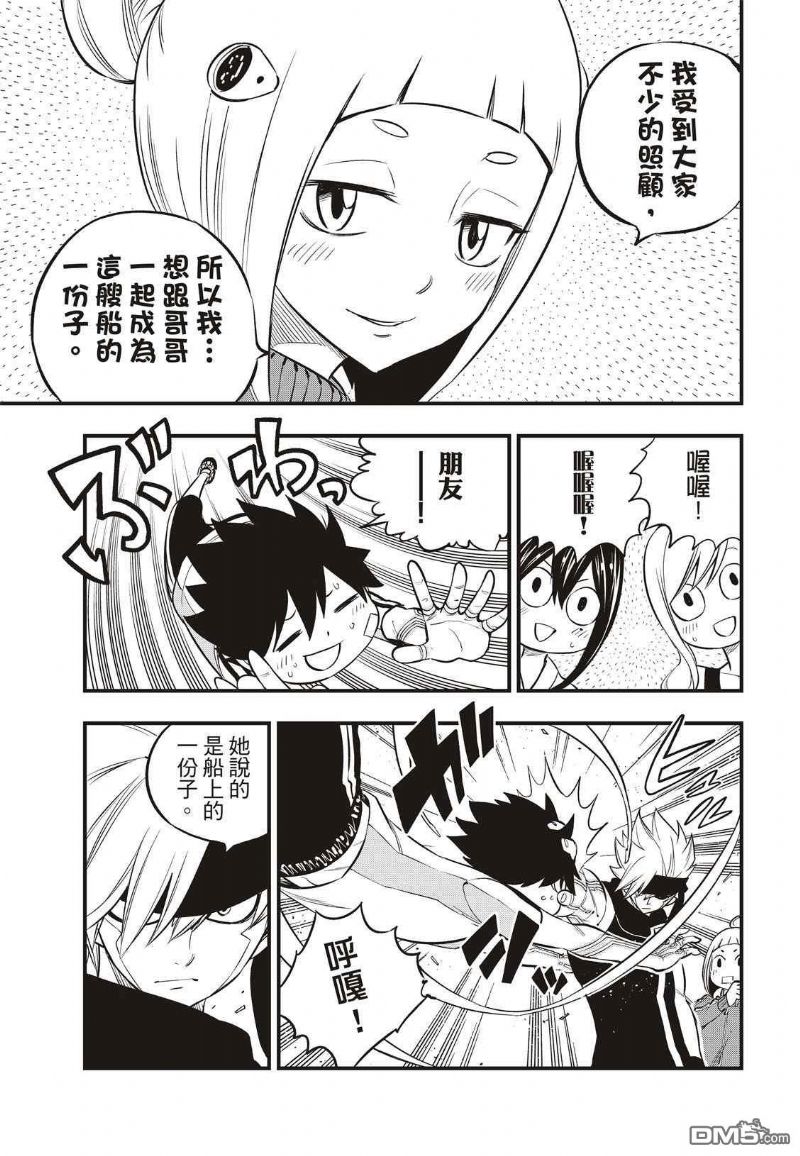 我受到大家
不少的照顧，
所以我…
想跟哥哥
一起成為
這艘船的
一份子。
喔喔！
喔喔喔！
朋友
——！
ぶわっ
ガッ
呼嘎！
她說的
是船上的
一份子。
DM5.com